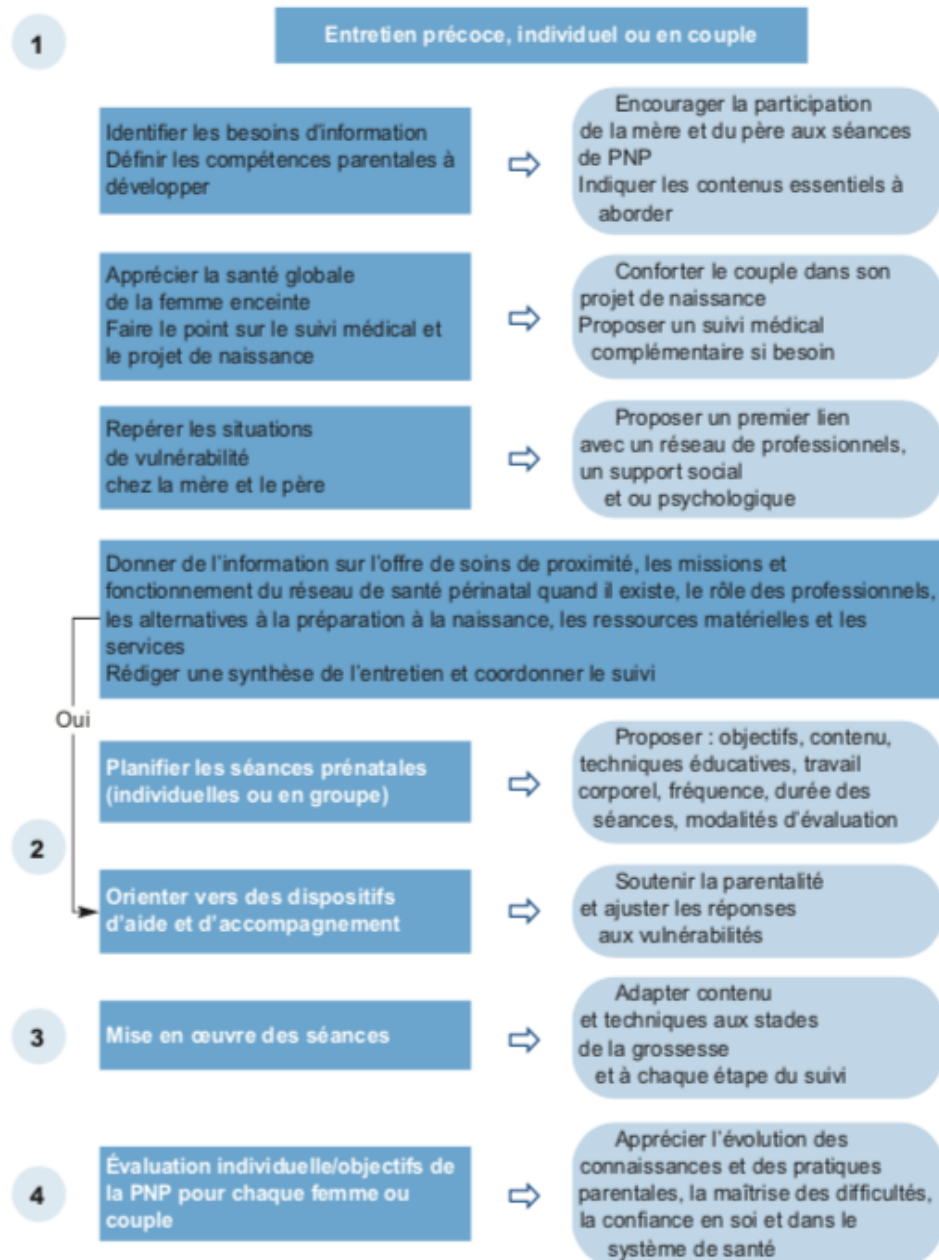 1
Entretien précoce, individuel ou en couple
Identifier les besoins d'information
Définir les compétences parentales à
développer
Encourager la participation
de la mère et du père aux séances
de PNP
Indiquer les contenus essentiels à
aborder
Apprécier la santé globale
de la femme enceinte
Faire le point sur le suivi médical et
le projet de naissance
Conforter le couple dans son
projet de naissance
Proposer un suivi médical
complémentaire si besoin
Repérer les situations
de vulnérabilité
chez la mère et le père
Proposer un premier lien
avec un réseau de professionnels,
un support social
et ou psychologique
Donner de l'information sur l'offre de soins de proximité, les missions et
fonctionnement du réseau de santé périnatal quand il existe, le rôle des professionnels,
les alternatives à la préparation à la naissance, les ressources matérielles et les
services
Rédiger une synthèse de l'entretien et coordonner le suivi
Oui
2
Planifier les séances prénatales
(individuelles ou en groupe)
Proposer : objectifs, contenu,
techniques éducatives, travail
corporel, fréquence, durée des
séances, modalités d'évaluation
Orienter vers des dispositifs
d'aide et d'accompagnement
Soutenir la parentalité
et ajuster les réponses
aux vulnérabilités
3
Mise en œuvre des séances
Adapter contenu
et techniques aux stades
de la grossesse
et à chaque étape du suivi
4
Évaluation individuelle/objectifs de
la PNP pour chaque femme ou
couple
Apprécier l'évolution des
connaissances et des pratiques
parentales, la maîtrise des difficultés,
la confiance en soi et dans le
système de santé